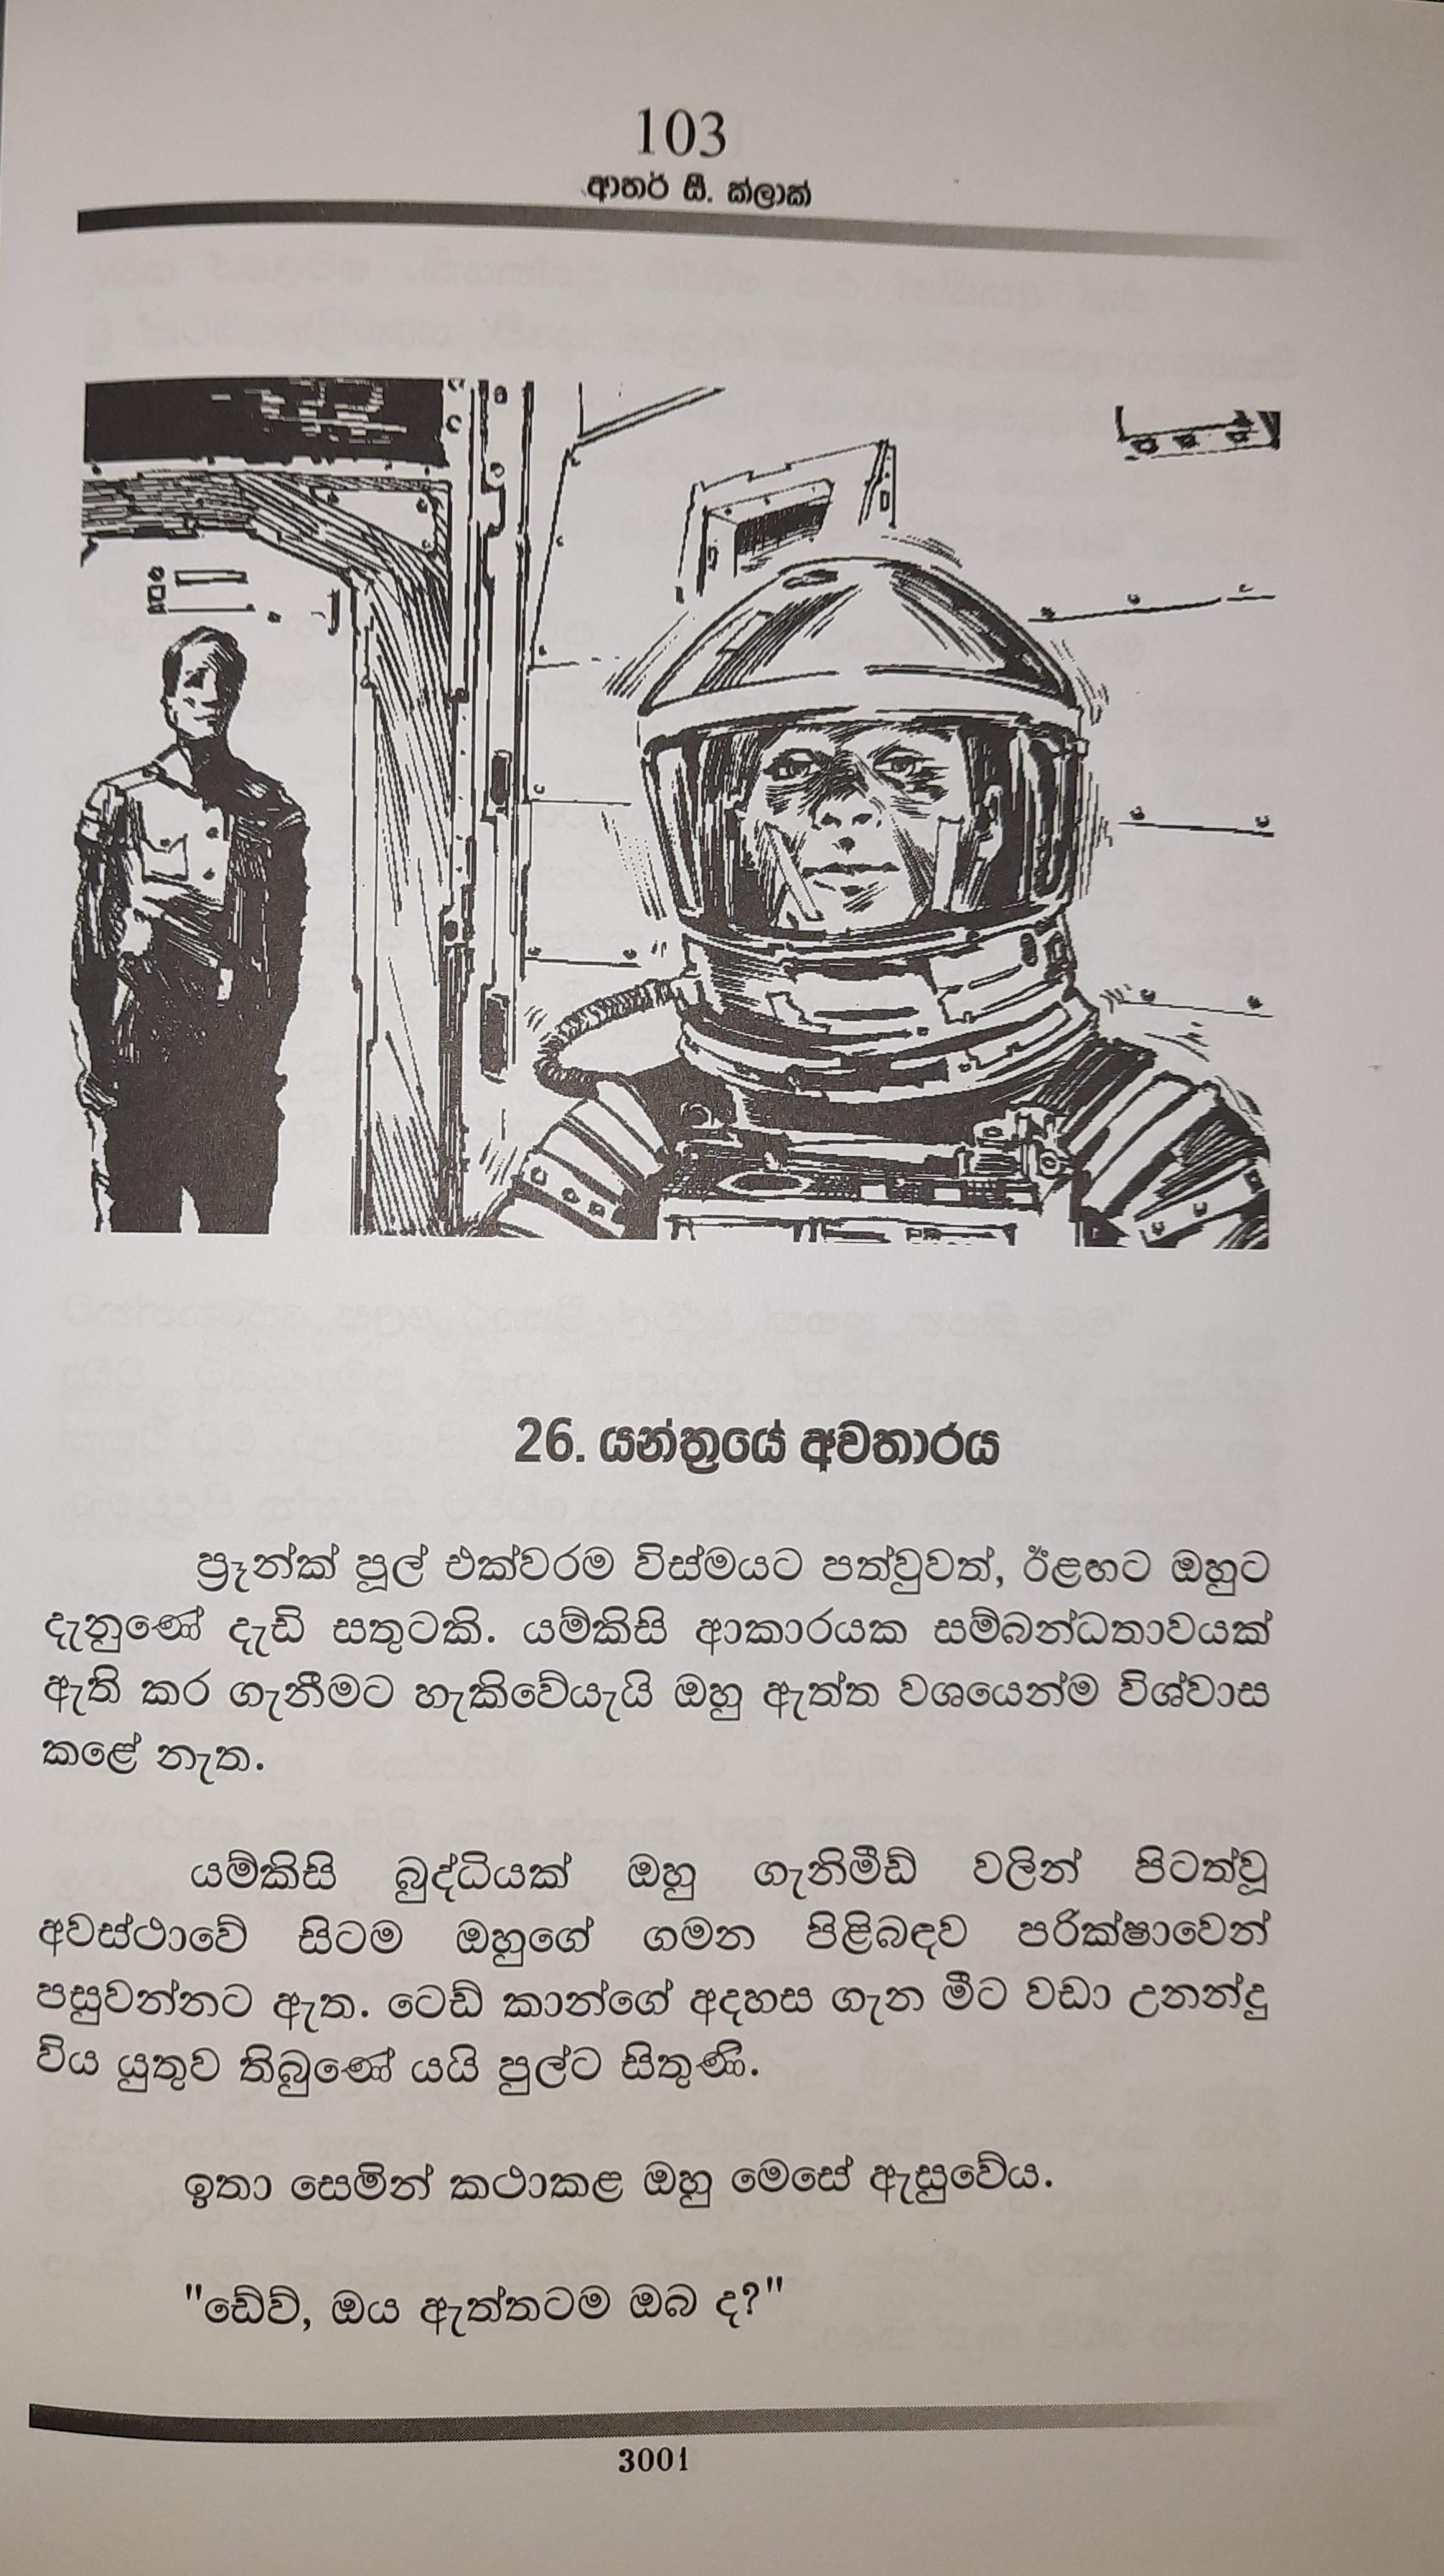 103
ආතර් සී. ක්ලාක්
26. යන්ත්‍රයේ අවතාරය
ප්‍රෑන්ක් පූල් එක්වරම විස්මයට පත්වුවත්, ඊළඟට ඔහුට
දැනුණේ දැඩි සතුටකි. යම්කිසි ආකාරයක සම්බන්ධතාවයක්
ඇති කර ගැනීමට හැකිවේයැයි ඔහු ඇත්ත වශයෙන්ම විශ්වාස
කළේ නැත.
යම්කිසි බුද්ධියක් ඔහු ගැනිමීඩ් වලින් පිටත්වූ
අවස්ථාවේ සිටම ඔහුගේ ගමන පිළිබඳව පරික්ෂාවෙන්
පසුවන්නට ඇත. ටෙඩ් කාන්ගේ අදහස ගැන මීට වඩා උනන්දු
විය යුතුව තිබුණේ යයි පුල්ට සිතුණි.
ඉතා සෙමින් කථාකළ ඔහු මෙසේ ඇසුවේය.
"ඩේව්, ඔය ඇත්තටම ඔබ ද?"
3001